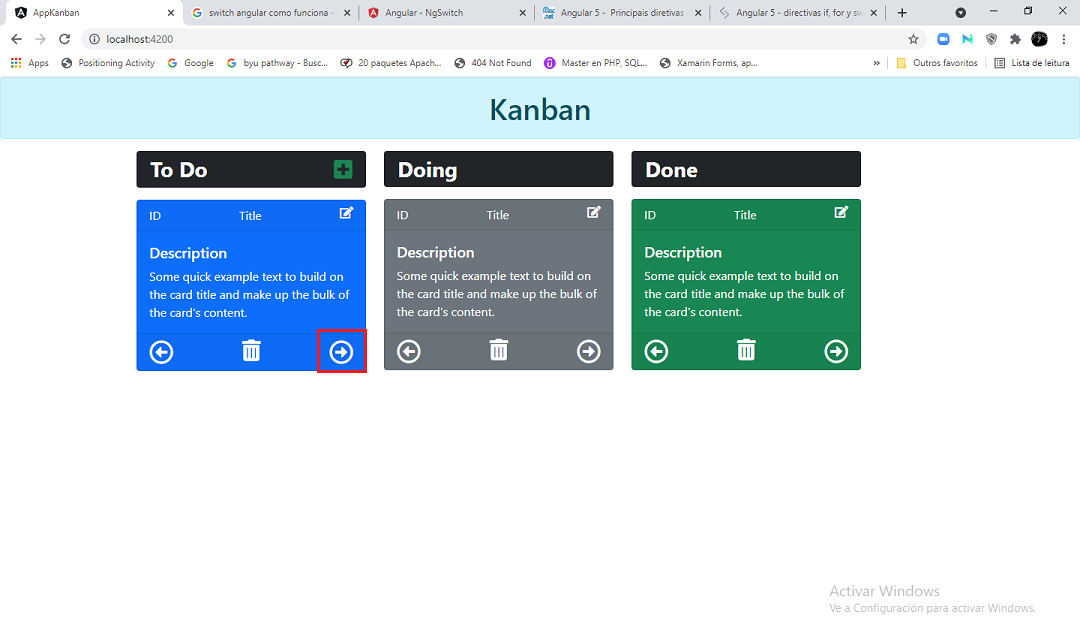 AppKanban
switch angular como funciona -
Angular - NgSwitch
Angular 5 - Principais diretivas
Angular 5 - directivas if, for y sw
localhost:4200
Apps
Positioning Activity
Google
byu pathway - Busc...
20 paquetes Apach...
404 Not Found
Master en PHP, SQL...
Xamarin Forms, ap...
»
Outros favoritos
Lista de leitura
Kanban
To Do
ID Title
Description
Some quick example text to build on
the card title and make up the bulk of
the card's content.
Doing
ID Title
Description
Some quick example text to build on
the card title and make up the bulk of
the card's content.
Done
ID Title
Description
Some quick example text to build on
the card title and make up the bulk of
the card's content.
Activar Windows
Ve a Configuración para activar Windows.